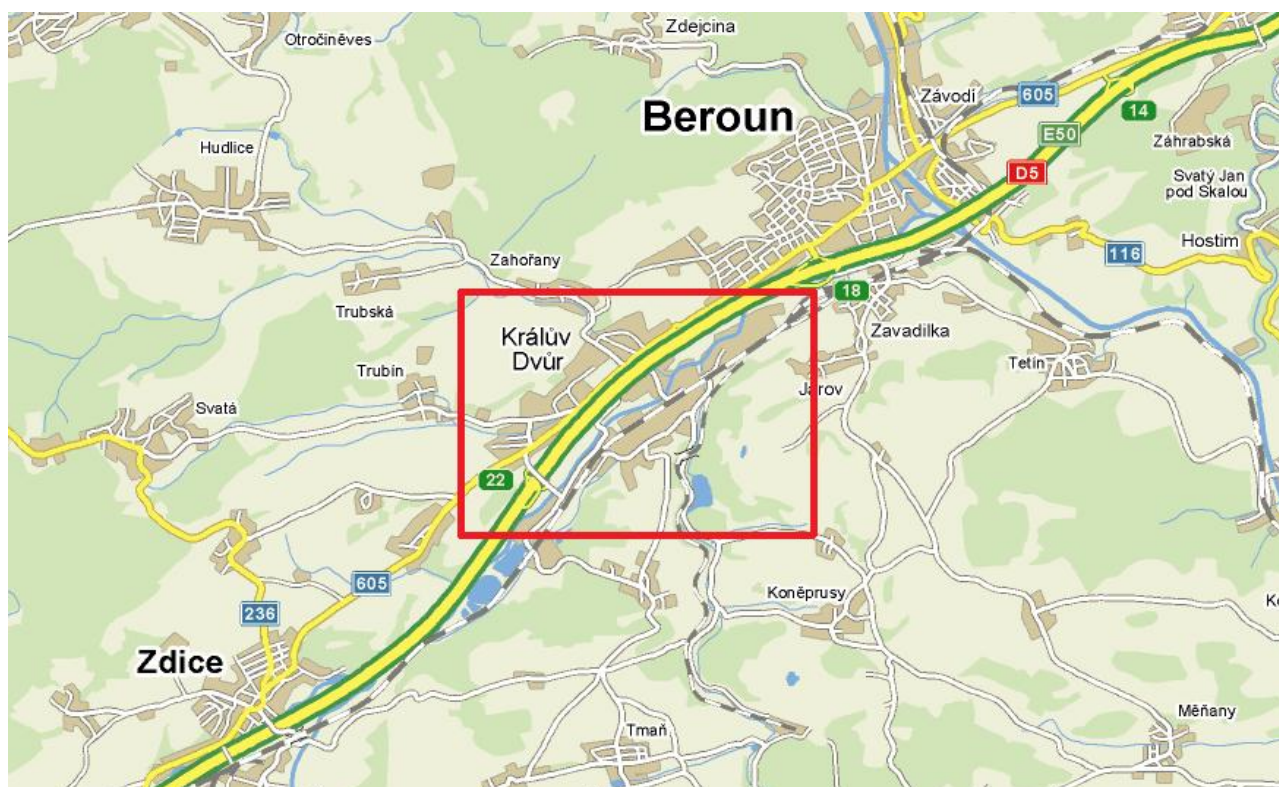 Otročiněves
Zdejcina
Beroun
Závodí
605
14
E50
Záhrabská
Hudlice
D5
Svatý Jan
pod Skalou
Hostim
116
Zahořany
18
Trubská
Králův
Dvůr
Zavadilka
Trubín
Jarov
Tetín
Svatá
22
605
236
Koněprusy
Zdice
Měňany
Tmaň